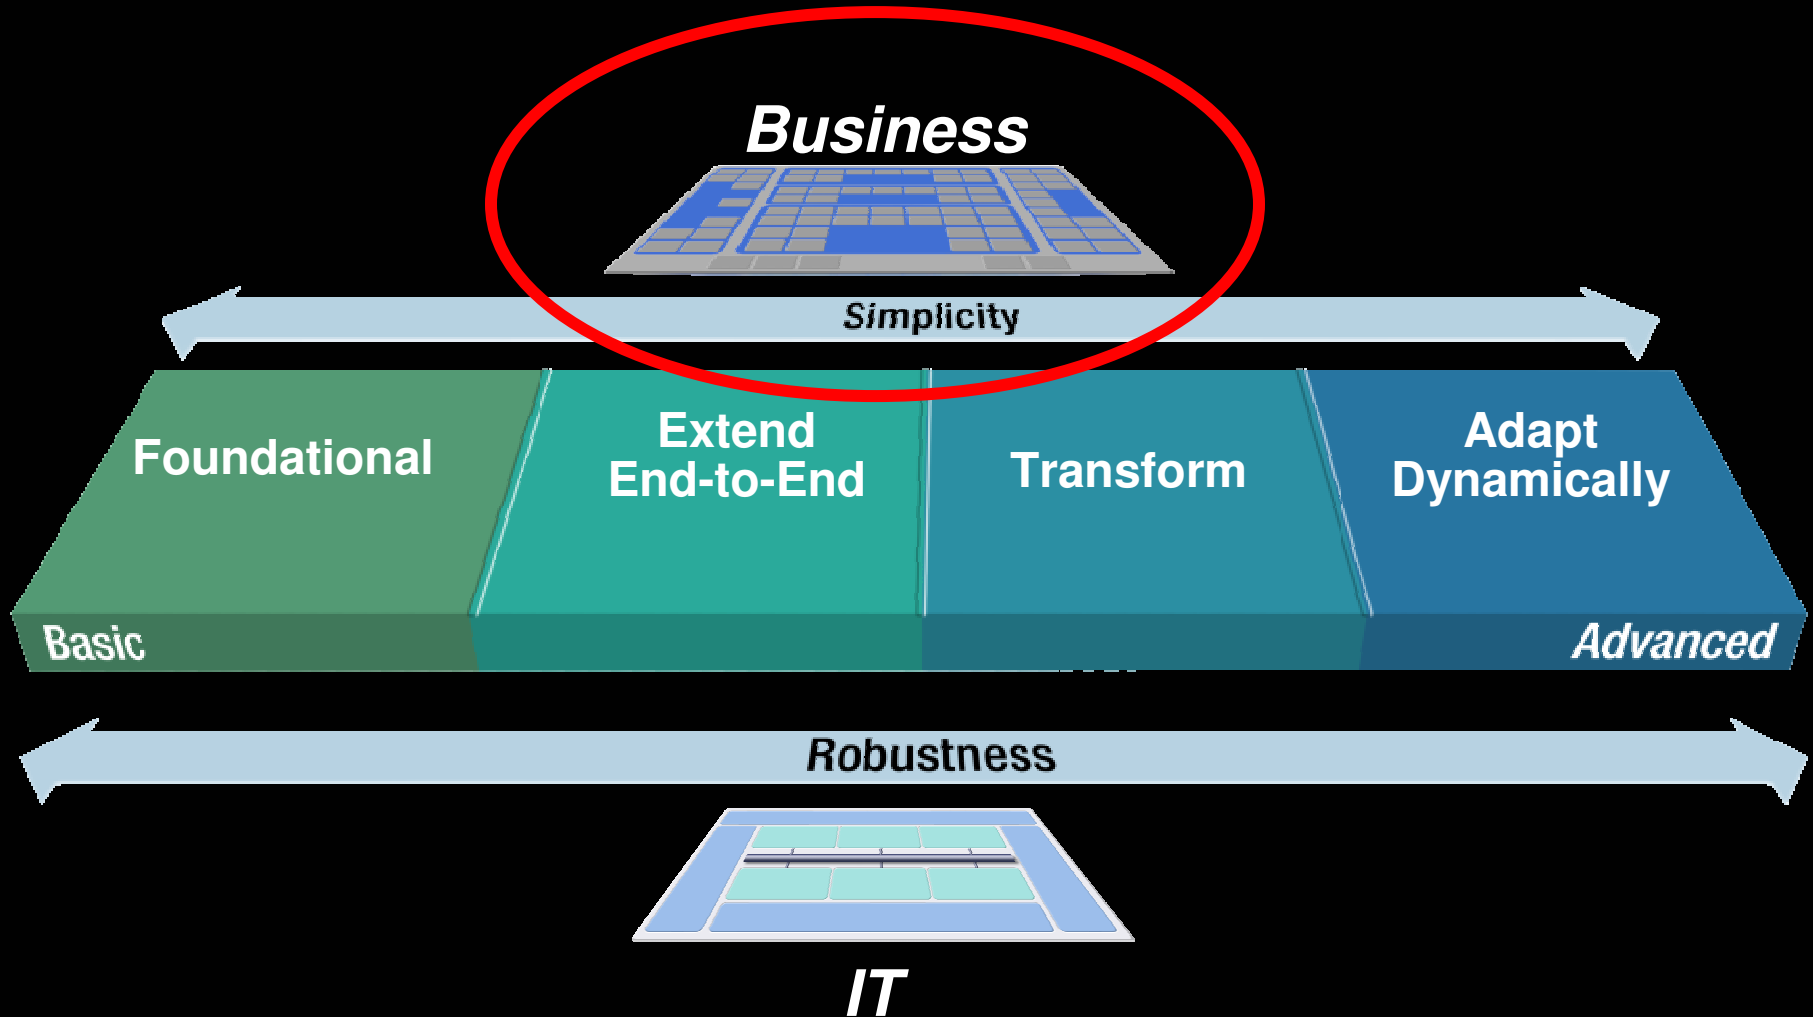 Business
Simplicity
Foundational
Extend
End-to-End
Transform
Adapt
Dynamically
Basic
Advanced
Robustness
IT